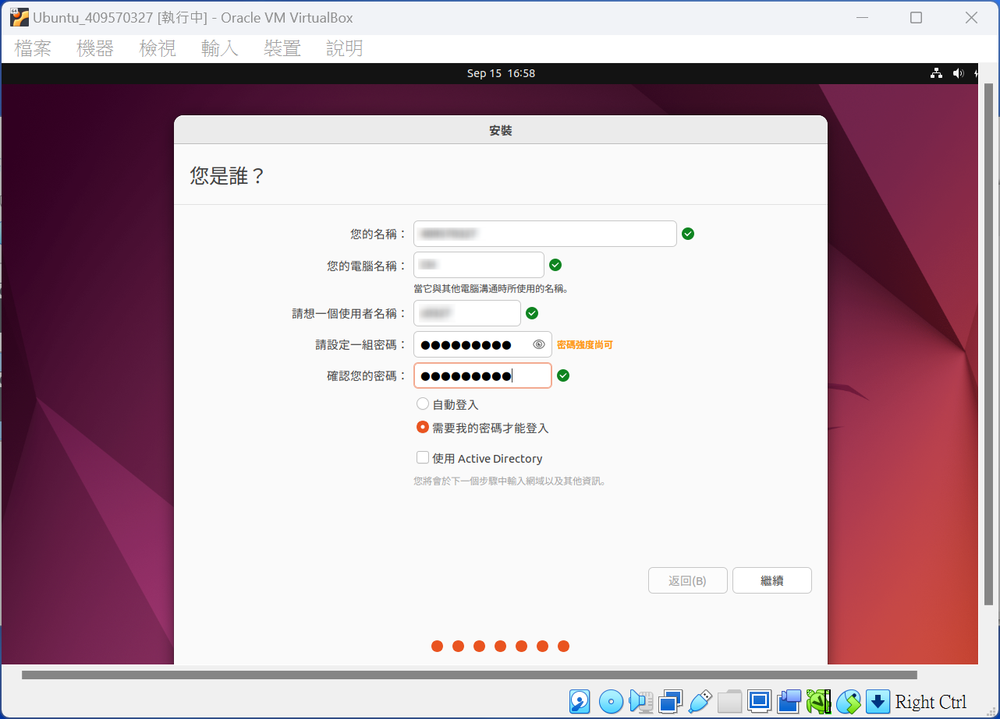 Ubuntu_409570327 [執行中] - Oracle VM VirtualBox
檔案 機器 檢視 輸入 裝置 說明
Sep 15 16:58
安裝
您是誰？
您的名稱：
您的電腦名稱：
當它與其他電腦溝通時所使用的名稱。
請想一個使用者名稱：
請設定一組密碼： ●●●●●●●●● 密碼強度尚可
確認您的密碼： ●●●●●●●●●
自動登入
需要我的密碼才能登入
使用 Active Directory
您將會於下一個步驟中輸入網域以及其他資訊。
返回(B) 繼續
Right Ctrl